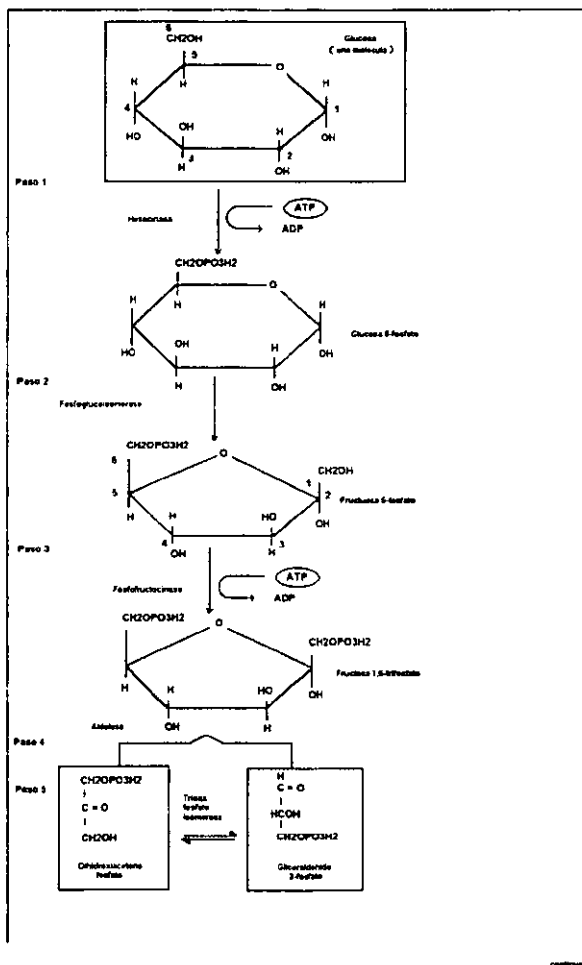 6
CH2OH
Glucosa
( una molecula )
5
O
H
H
H
4
1
OH
H
HO
OH
3
2
H
OH
Paso 1
Hexocinasa
ATP
ADP
CH2OPO3H2
O
H
H
H
OH
H
HO
OH
H
OH
Glucosa 6-fosfato
Paso 2
Fosfoglucoisomerasa
CH2OPO3H2
O
6
CH2OH
1
5
2
Fructuosa 6-fosfato
H
H
HO
OH
4
3
OH
H
Paso 3
Fosfofructocinasa
ATP
ADP
CH2OPO3H2
O
CH2OPO3H2
Fructosa 1,6-bifosfato
H
H
HO
OH
OH
H
Aldolasa
Paso 4
Paso 5
CH2OPO3H2
C = O
CH2OH
Dihidroxiacetona
fosfato
Triosa
fosfato
isomerasa
H
C = O
HCOH
CH2OPO3H2
Gliceraldehido
3-fosfato